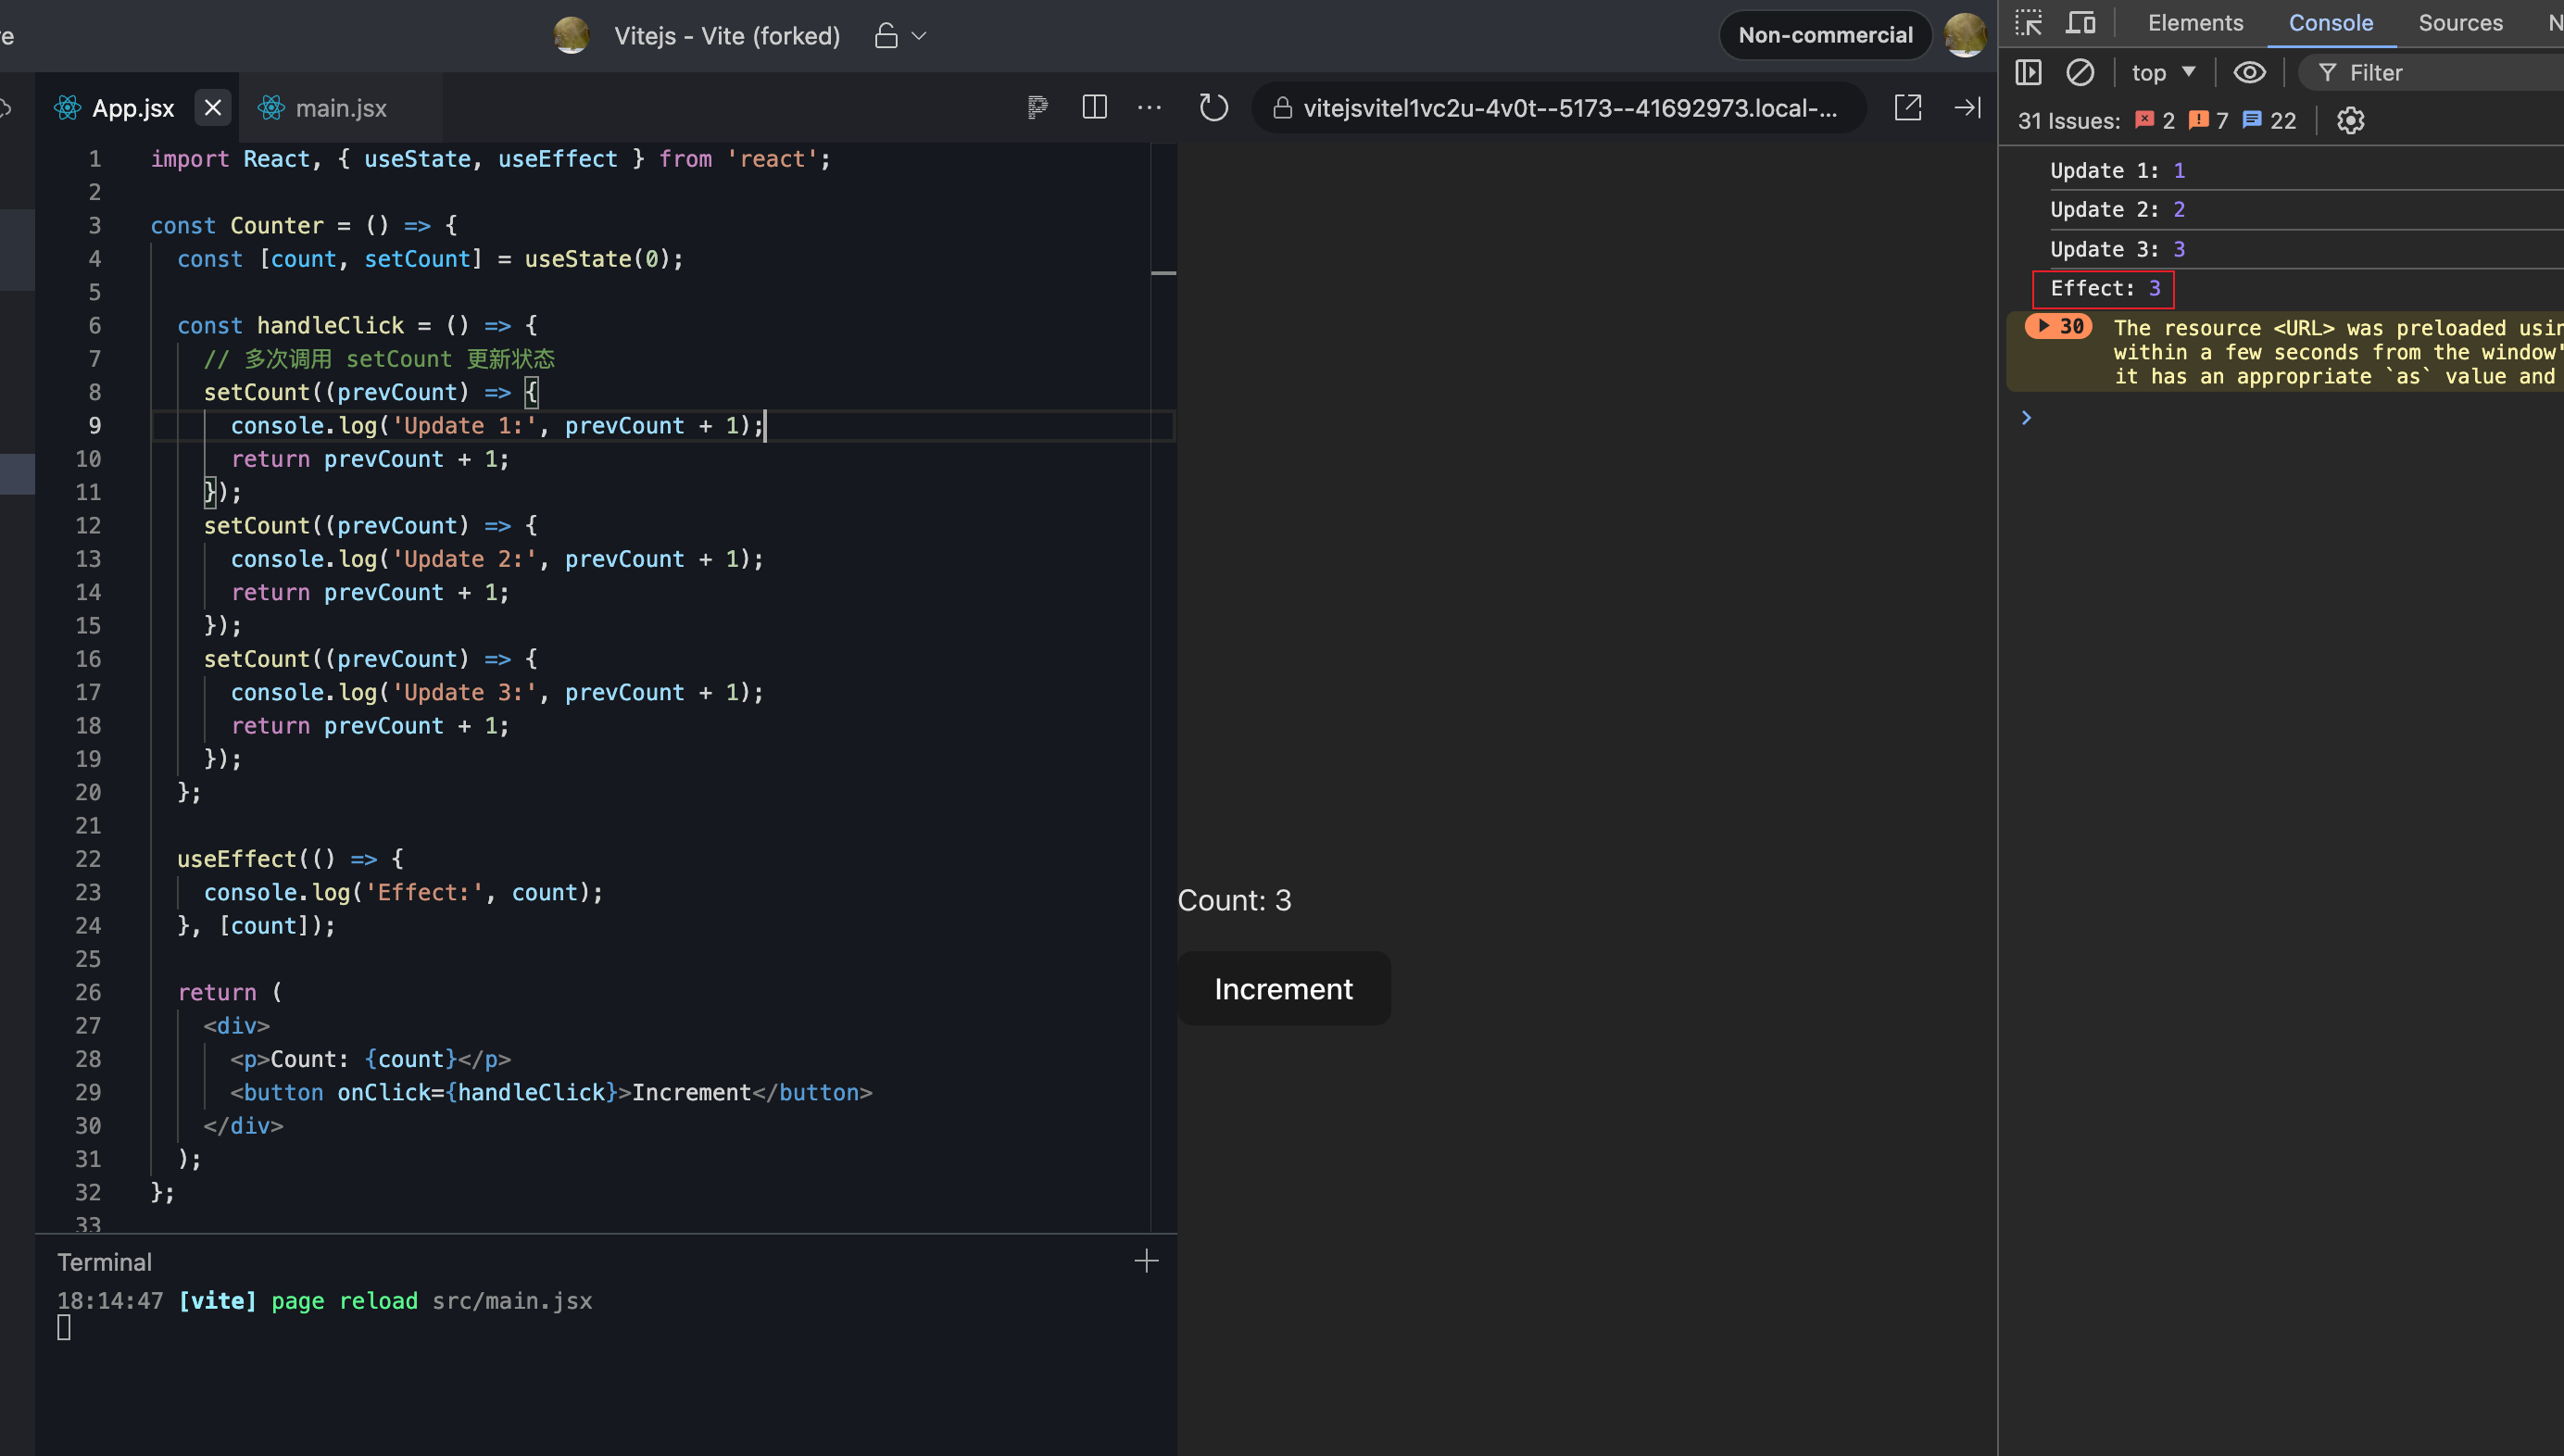 e
Vitejs - Vite (forked)
Non-commercial
App.jsx
main.jsx
vitejsvitel1vc2u-4v0t--5173--41692973.local-...
1 import React, { useState, useEffect } from 'react';
2
3 const Counter = () => {
4 const [count, setCount] = useState(0);
5
6 const handleClick = () => {
7 // 多次调用 setCount 更新状态
8 setCount((prevCount) => {
9 console.log('Update 1:', prevCount + 1);
10 return prevCount + 1;
11 });
12 setCount((prevCount) => {
13 console.log('Update 2:', prevCount + 1);
14 return prevCount + 1;
15 });
16 setCount((prevCount) => {
17 console.log('Update 3:', prevCount + 1);
18 return prevCount + 1;
19 });
20 };
21
22 useEffect(() => {
23 console.log('Effect:', count);
24 }, [count]);
25
26 return (
27 <div>
28 <p>Count: {count}</p>
29 <button onClick={handleClick}>Increment</button>
30 </div>
31 );
32 };
33
Terminal
18:14:47 [vite] page reload src/main.jsx
Count: 3
Increment
Elements Console Sources N
top Filter
31 Issues: 2 7 22
Update 1: 1
Update 2: 2
Update 3: 3
Effect: 3
30 The resource <URL> was preloaded usin
within a few seconds from the window'
it has an appropriate `as` value and